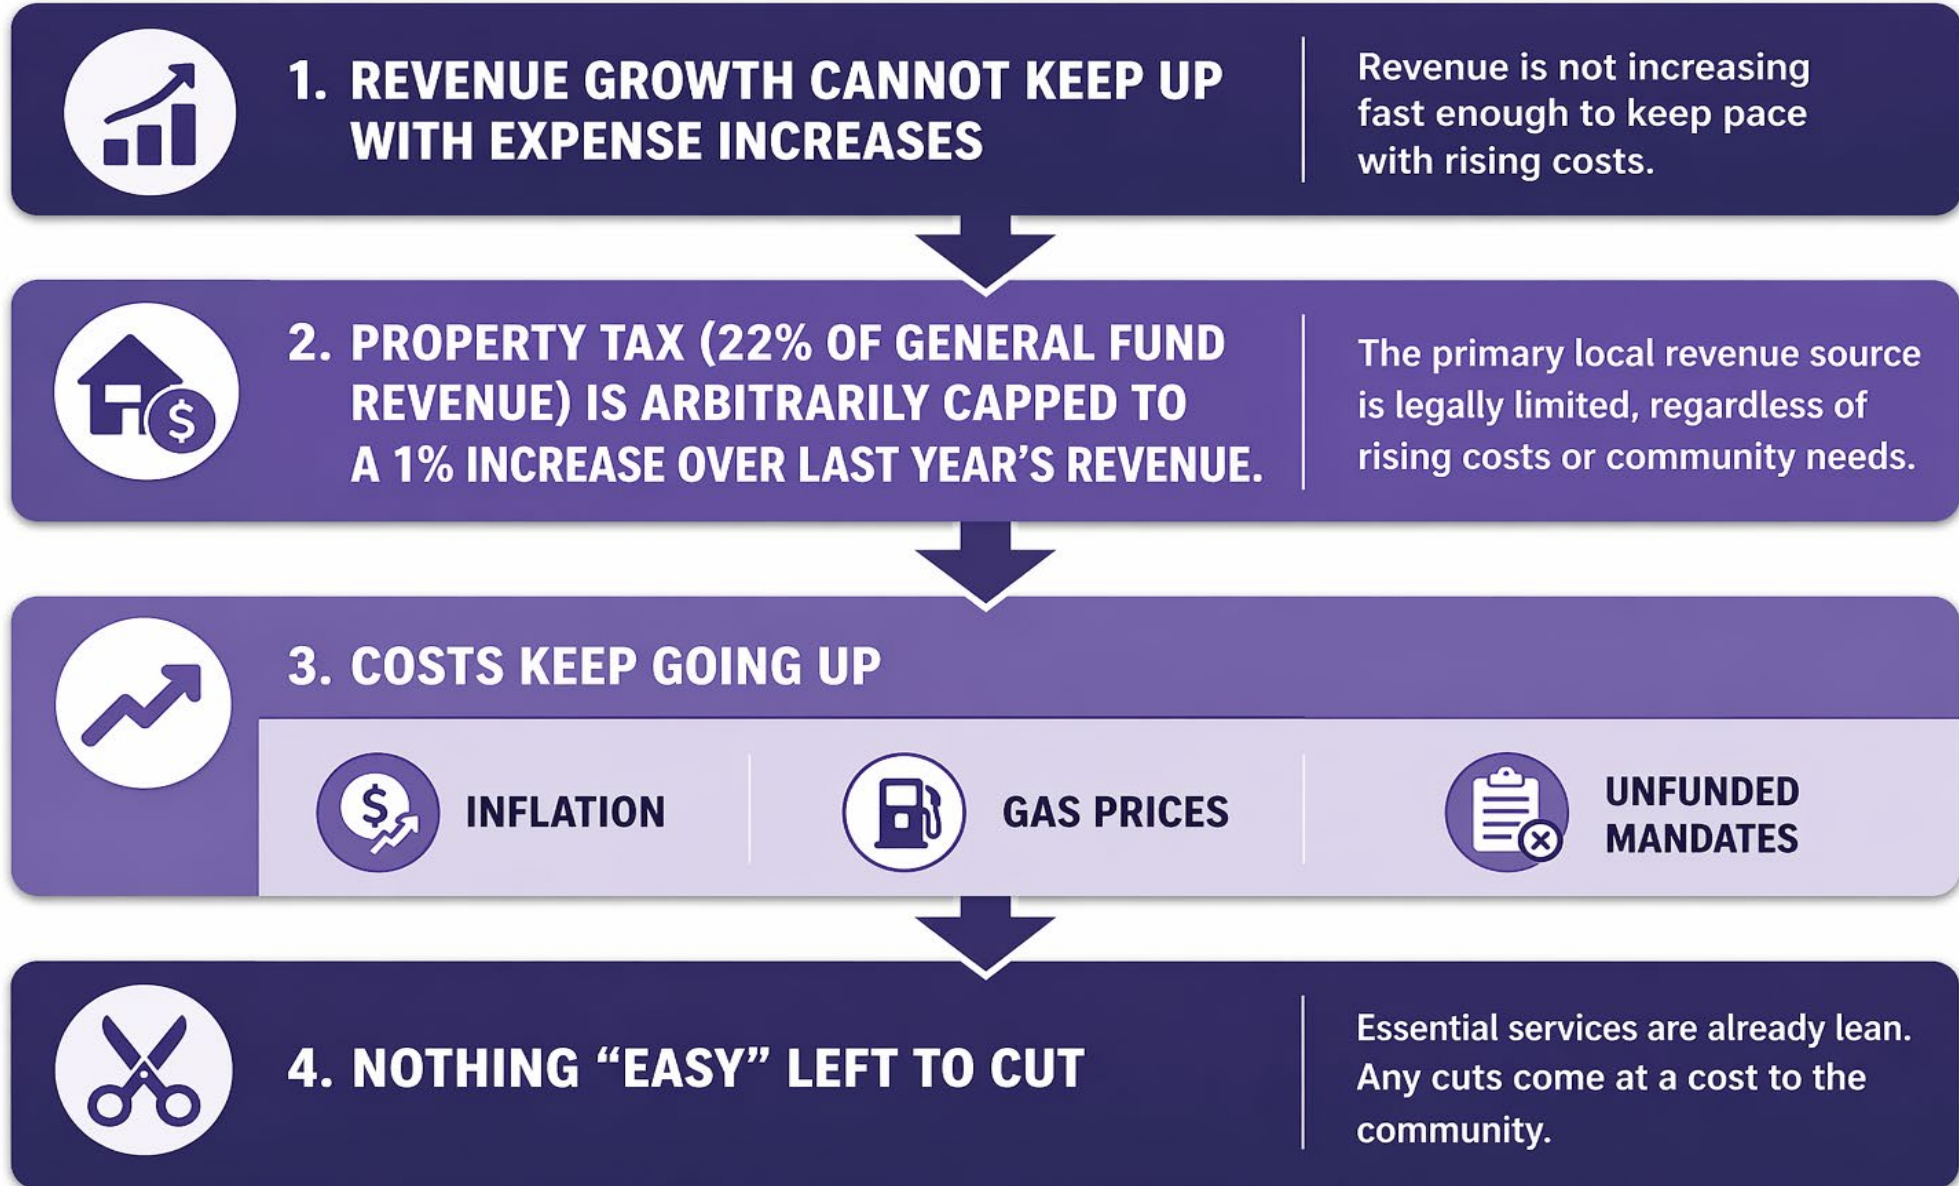 1. REVENUE GROWTH CANNOT KEEP UP
WITH EXPENSE INCREASES
Revenue is not increasing
fast enough to keep pace
with rising costs.
2. PROPERTY TAX (22% OF GENERAL FUND
REVENUE) IS ARBITRARILY CAPPED TO
A 1% INCREASE OVER LAST YEAR’S REVENUE.
The primary local revenue source
is legally limited, regardless of
rising costs or community needs.
$
3. COSTS KEEP GOING UP
$
INFLATION
GAS PRICES
UNFUNDED
MANDATES
4. NOTHING “EASY” LEFT TO CUT
Essential services are already lean.
Any cuts come at a cost to the
community.